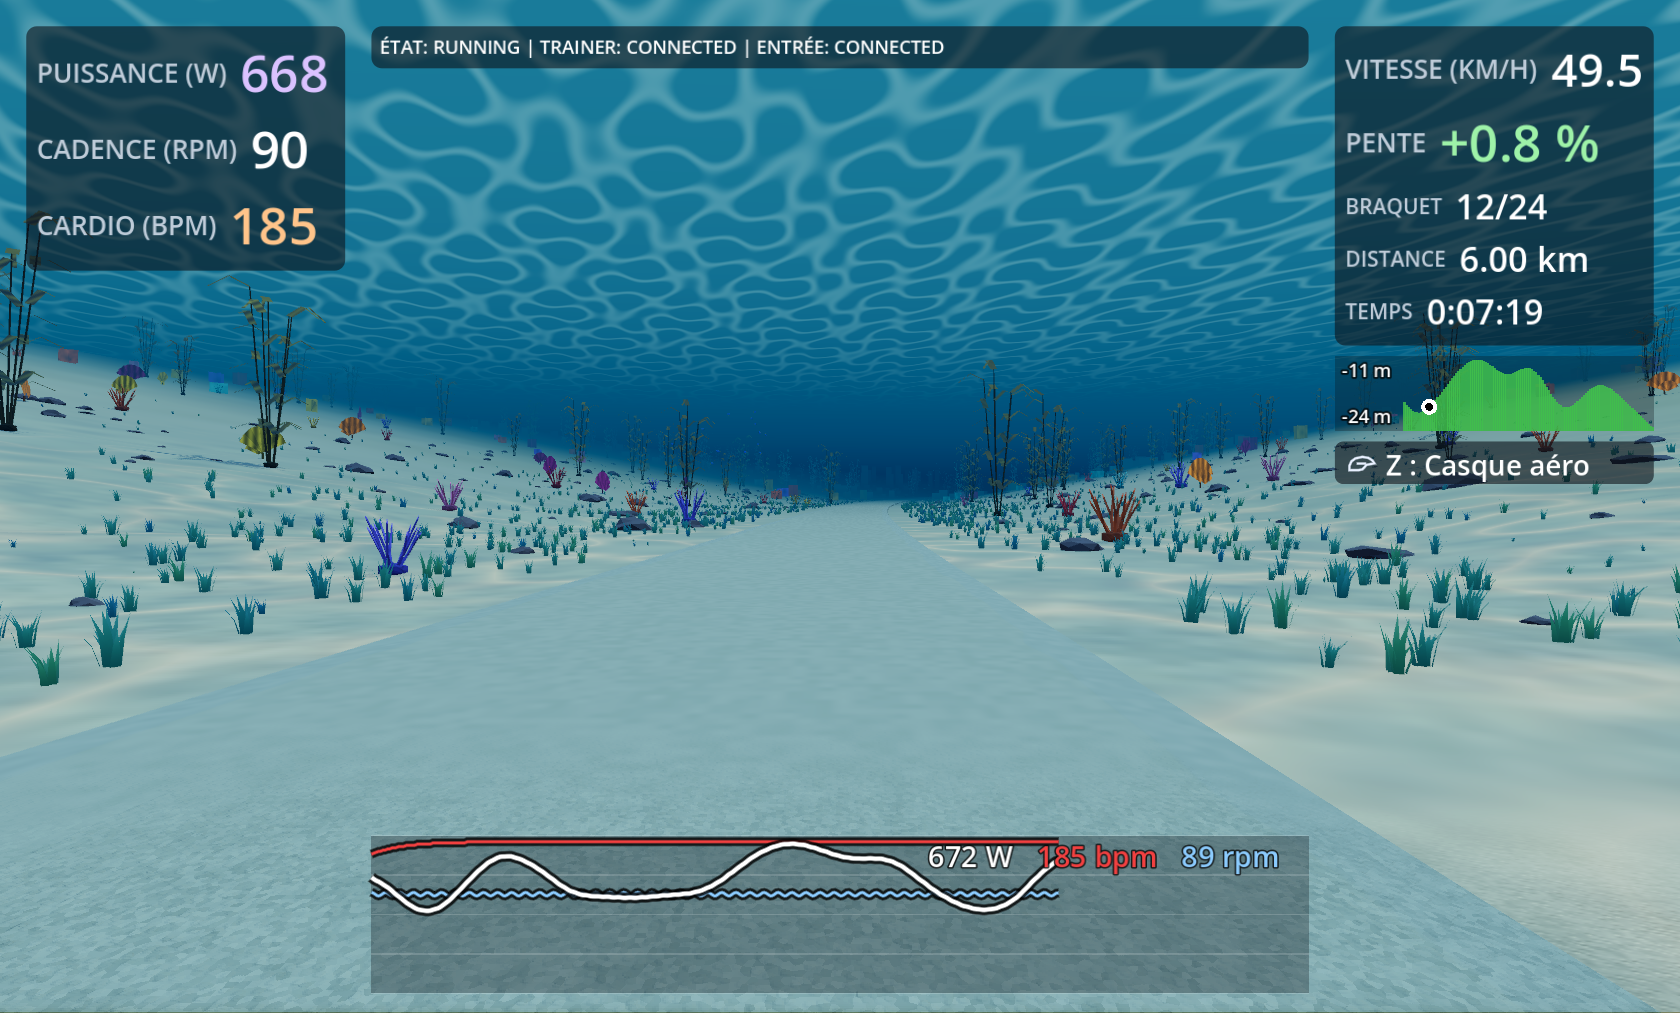 PUISSANCE (W) 668
CADENCE (RPM) 90
CARDIO (BPM) 185
ÉTAT: RUNNING | TRAINER: CONNECTED | ENTRÉE: CONNECTED
VITESSE (KM/H) 49.5
PENTE +0.8 %
BRAQUET 12/24
DISTANCE 6.00 km
TEMPS 0:07:19
-11 m
-24 m
Z : Casque aéro
672 W 185 bpm 89 rpm